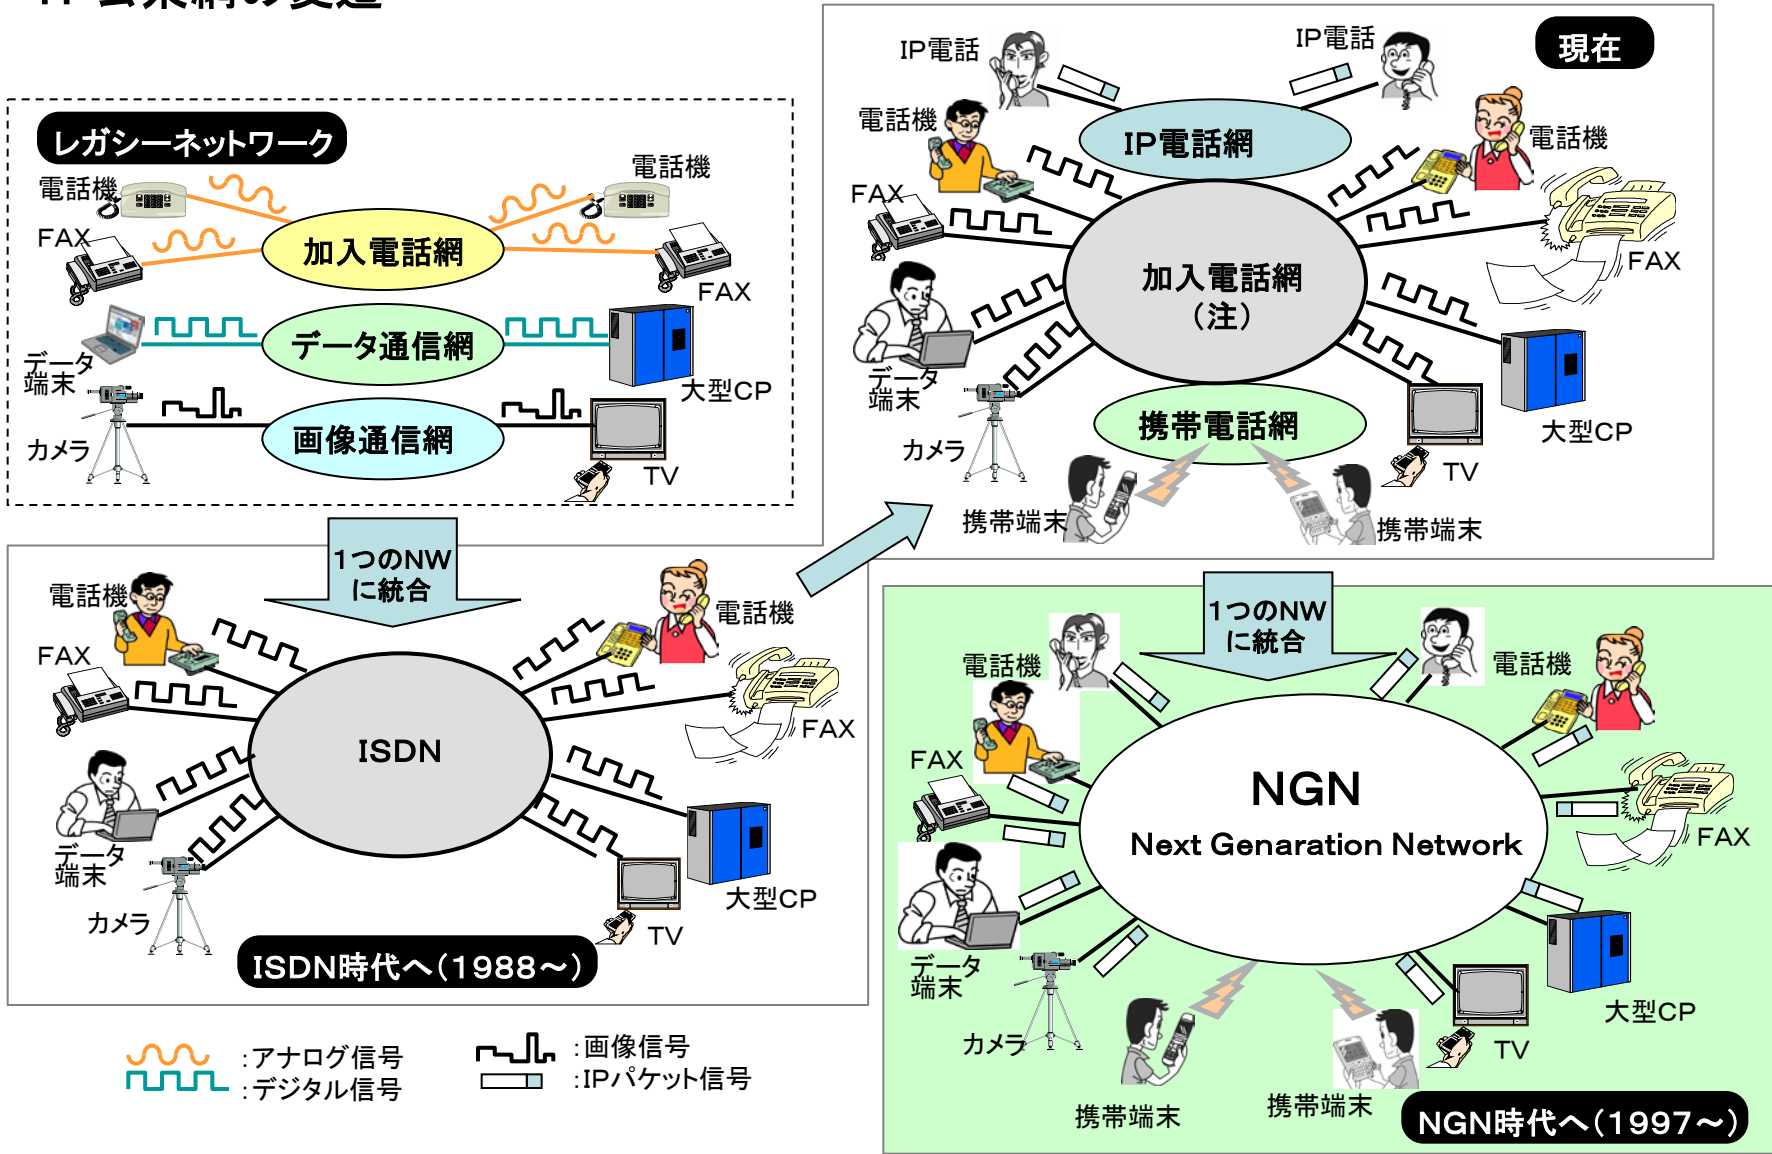 レガシーネットワーク
電話機
電話機
FAX
加入電話網
FAX
データ通信網
データ
端末
大型CP
カメラ
画像通信網
TV
現在
IP電話
IP電話
電話機
IP電話網
電話機
FAX
加入電話網
(注)
FAX
データ
端末
大型CP
カメラ
携帯電話網
TV
携帯端末
携帯端末
1つのNW
に統合
電話機
電話機
FAX
ISDN
FAX
データ
端末
大型CP
カメラ
TV
ISDN時代へ(1988~)
1つのNW
に統合
電話機
電話機
FAX
NGN
Next Genaration Network
FAX
データ
端末
大型CP
カメラ
TV
携帯端末
携帯端末
NGN時代へ(1997~)
:アナログ信号
:デジタル信号
:画像信号
:IPパケット信号